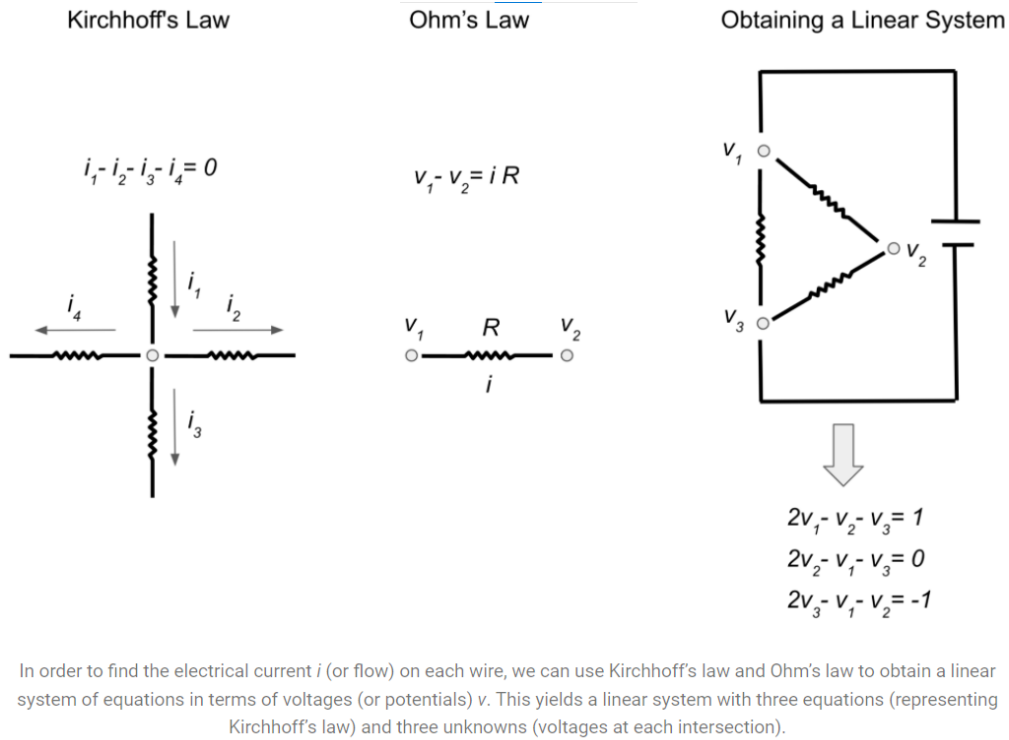 Kirchhoff's Law
i₁- i₂- i₃- i₄= 0
i₁
i₂
i₄
i₃
Ohm's Law
v₁- v₂= i R
v₁
R
v₂
i
Obtaining a Linear System
v₁
v₂
v₃
2v₁- v₂- v₃= 1
2v₂- v₁- v₃= 0
2v₃- v₁- v₂= -1
In order to find the electrical current i (or flow) on each wire, we can use Kirchhoff's law and Ohm's law to obtain a linear
system of equations in terms of voltages (or potentials) v. This yields a linear system with three equations (representing
Kirchhoff's law) and three unknowns (voltages at each intersection).